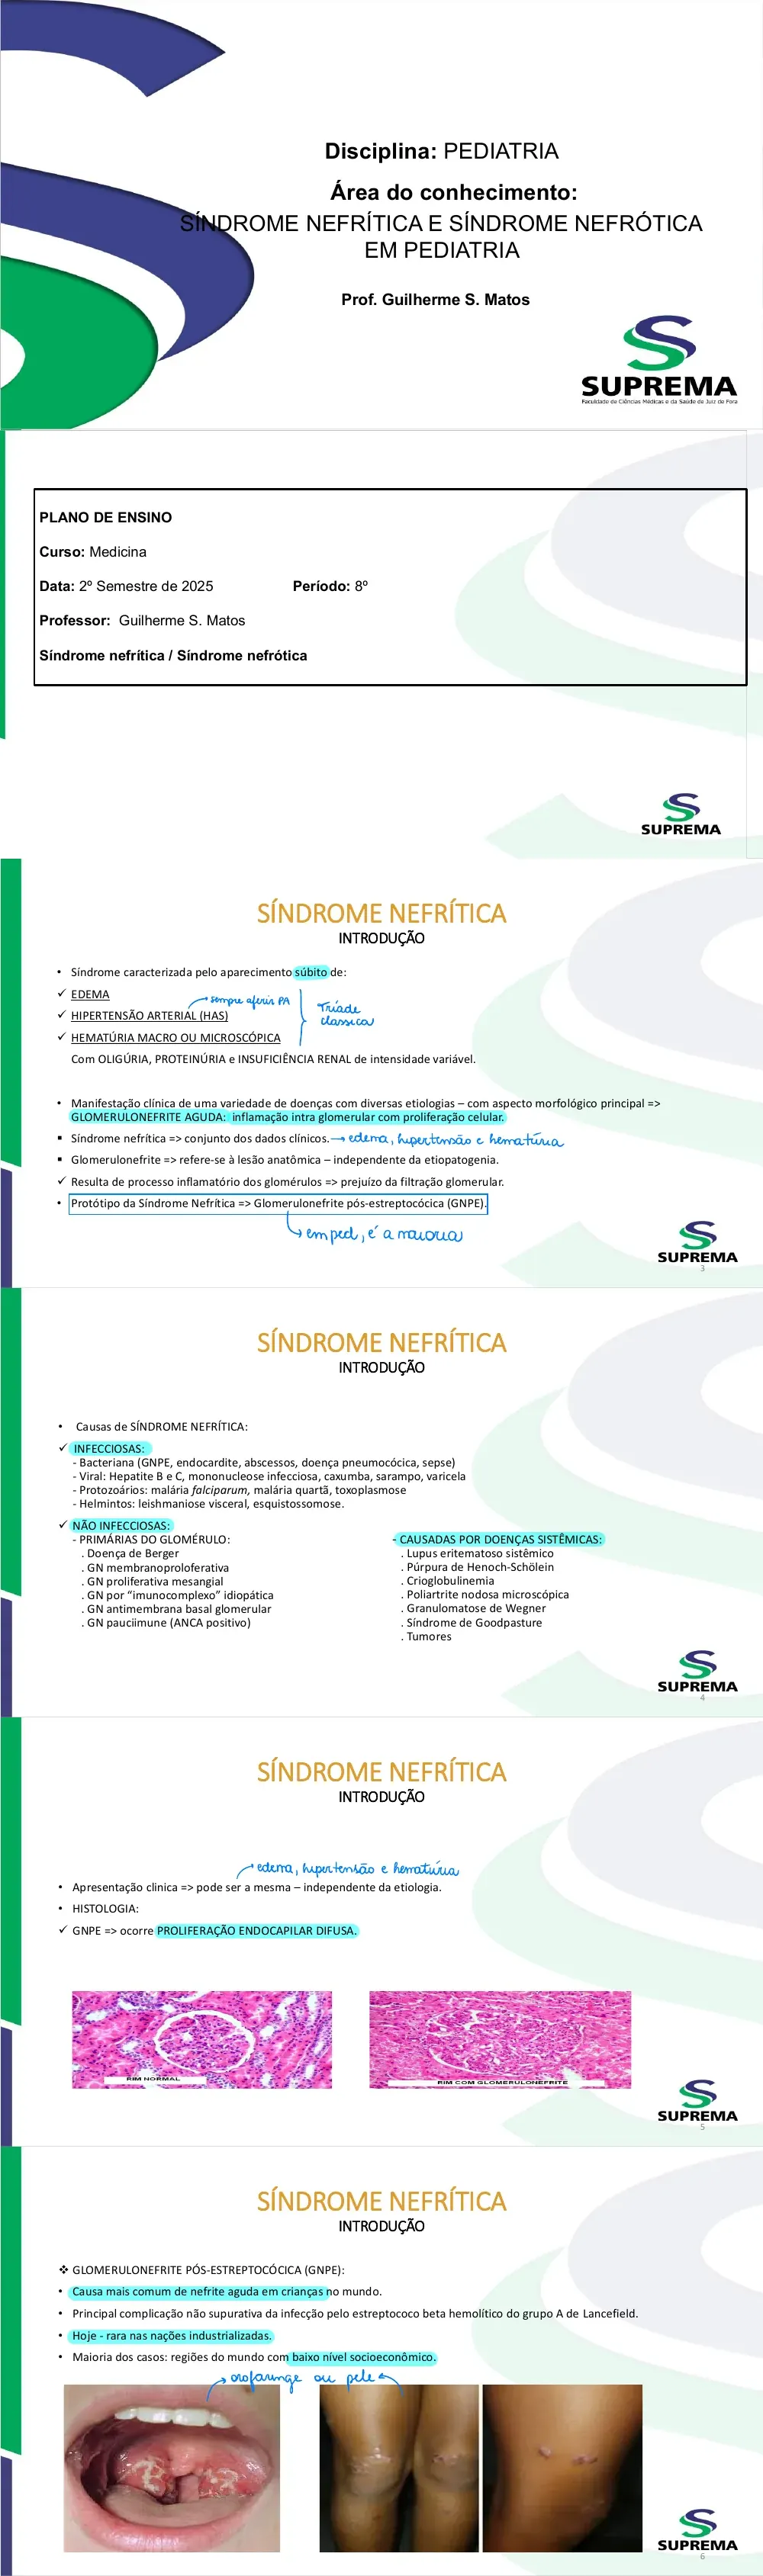 Disciplina: PEDIATRIA
Área do conhecimento:
SÍNDROME NEFRÍTICA E SÍNDROME NEFRÓTICA
EM PEDIATRIA
Prof. Guilherme S. Matos
SUPREMA
Faculdade de Ciências Médicas e da Saúde de Juiz de Fora
PLANO DE ENSINO
Curso: Medicina
Data: 2º Semestre de 2025 Período: 8º
Professor: Guilherme S. Matos
Síndrome nefrítica / Síndrome nefrótica
SUPREMA
SÍNDROME NEFRÍTICA
INTRODUÇÃO
• Síndrome caracterizada pelo aparecimento súbito de:
✓ EDEMA
sempre aferir PA
✓ HIPERTENSÃO ARTERIAL (HAS)
Tríade
clássica
✓ HEMATÚRIA MACRO OU MICROSCÓPICA
Com OLIGÚRIA, PROTEINÚRIA e INSUFICIÊNCIA RENAL de intensidade variável.
• Manifestação clínica de uma variedade de doenças com diversas etiologias – com aspecto morfológico principal =>
GLOMERULONEFRITE AGUDA: inflamação intra glomerular com proliferação celular.
▪ Síndrome nefrítica => conjunto dos dados clínicos. → edema, hipertensão e hematúria
▪ Glomerulonefrite => refere-se à lesão anatômica – independente da etiopatogenia.
✓ Resulta de processo inflamatório dos glomérulos => prejuízo da filtração glomerular.
• Protótipo da Síndrome Nefrítica => Glomerulonefrite pós-estreptocócica (GNPE).
em ped, é a maioria
SUPREMA
3
SÍNDROME NEFRÍTICA
INTRODUÇÃO
• Causas de SÍNDROME NEFRÍTICA:
✓ INFECCIOSAS:
- Bacteriana (GNPE, endocardite, abscessos, doença pneumocócica, sepse)
- Viral: Hepatite B e C, mononucleose infecciosa, caxumba, sarampo, varicela
- Protozoários: malária falciparum, malária quartã, toxoplasmose
- Helmintos: leishmaniose visceral, esquistossomose.
✓ NÃO INFECCIOSAS:
- PRIMÁRIAS DO GLOMÉRULO:
. Doença de Berger
. GN membranoproloferativa
. GN proliferativa mesangial
. GN por “imunocomplexo” idiopática
. GN antimembrana basal glomerular
. GN pauciimune (ANCA positivo)
- CAUSADAS POR DOENÇAS SISTÊMICAS:
. Lupus eritematoso sistêmico
. Púrpura de Henoch-Schölein
. Crioglobulinemia
. Poliartrite nodosa microscópica
. Granulomatose de Wegner
. Síndrome de Goodpasture
. Tumores
SUPREMA
4
SÍNDROME NEFRÍTICA
INTRODUÇÃO
edema, hipertensão e hematúria
• Apresentação clinica => pode ser a mesma – independente da etiologia.
• HISTOLOGIA:
✓ GNPE => ocorre PROLIFERAÇÃO ENDOCAPILAR DIFUSA.
RIM NORMAL
RIM COM GLOMERULONEFRITE
SUPREMA
5
SÍNDROME NEFRÍTICA
INTRODUÇÃO
❖ GLOMERULONEFRITE PÓS-ESTREPTOCÓCICA (GNPE):
• Causa mais comum de nefrite aguda em crianças no mundo.
• Principal complicação não supurativa da infecção pelo estreptococo beta hemolítico do grupo A de Lancefield.
• Hoje - rara nas nações industrializadas.
• Maioria dos casos: regiões do mundo com baixo nível socioeconômico.
orofaringe ou pele
SUPREMA
6